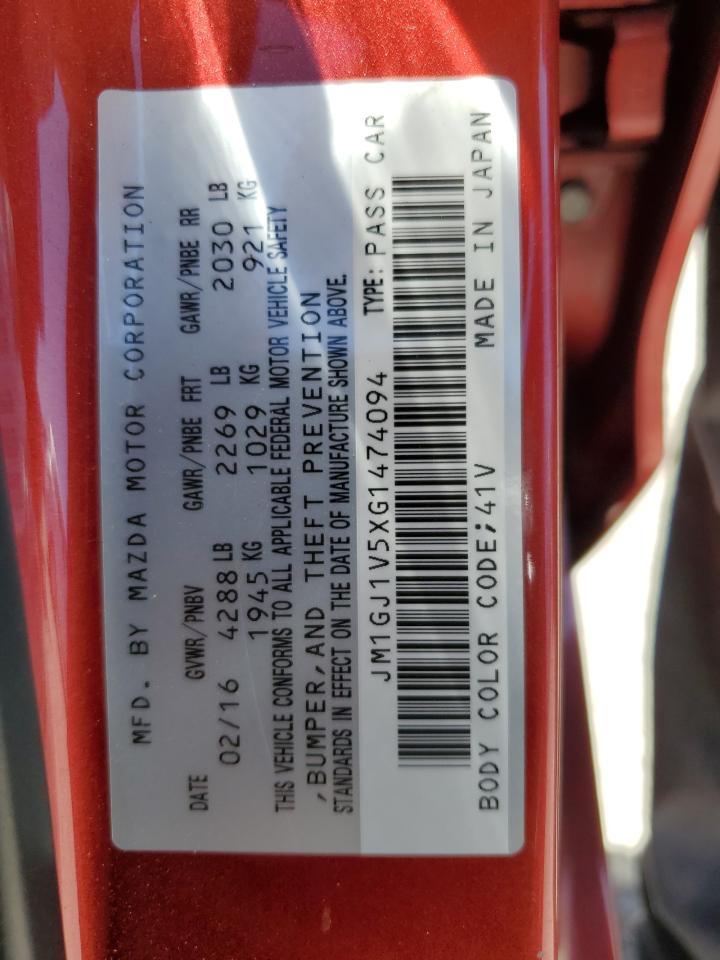 MFD. BY MAZDA MOTOR CORPORATION
DATE GVWR/PNBV GAWR/PNBE FRT GAWR/PNBE RR
02/16 4288 LB 2269 LB 2030 LB
1945 KG 1029 KG 921 KG
THIS VEHICLE CONFORMS TO ALL APPLICABLE FEDERAL MOTOR VEHICLE SAFETY
,BUMPER,AND THEFT PREVENTION
STANDARDS IN EFFECT ON THE DATE OF MANUFACTURE SHOWN ABOVE.
JM1GJ1V5XG1474094 TYPE: PASS CAR
BODY COLOR CODE;41V MADE IN JAPAN